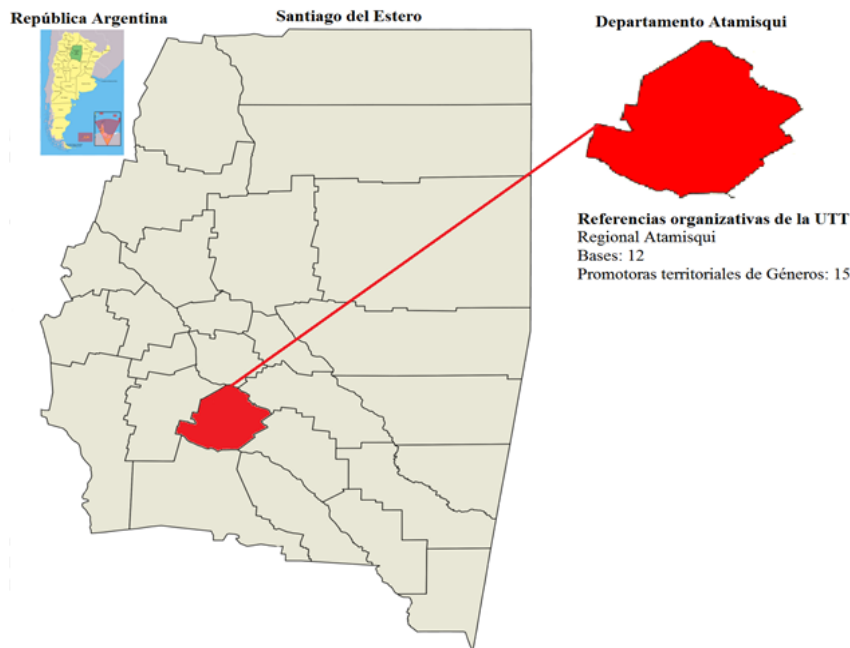 República Argentina
Santiago del Estero
Departamento Atamisqui
Referencias organizativas de la UTT
Regional Atamisqui
Bases: 12
Promotoras territoriales de Géneros: 15